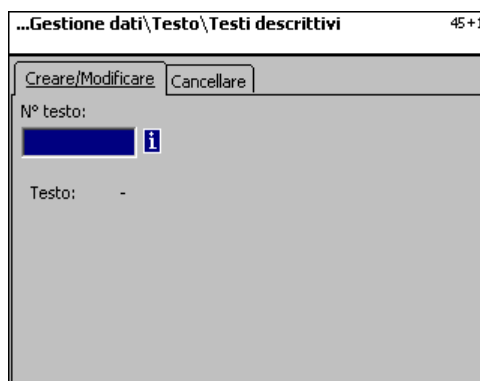 ...Gestione dati\Testo\Testi descrittivi 45+1
Creare/Modificare Cancellare
N° testo:
i
Testo: -